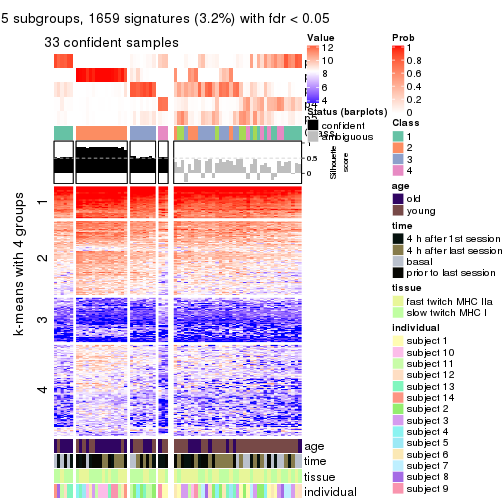 5 subgroups, 1659 signatures (3.2%) with fdr < 0.05
33 confident samples
k-means with 4 groups
1
2
3
4
1
0.5
0
Silhouette
score
age
time
tissue
individual
Value
12
10
8
6
4
Status (barplots)
confident
ambiguous
Prob
1
0.8
0.6
0.4
0.2
0
Class
1
2
3
4
age
old
young
time
4 h after 1st session
4 h after last session
basal
prior to last session
tissue
fast twitch MHC IIa
slow twitch MHC I
individual
subject 1
subject 10
subject 11
subject 12
subject 13
subject 14
subject 2
subject 3
subject 4
subject 5
subject 6
subject 7
subject 8
subject 9